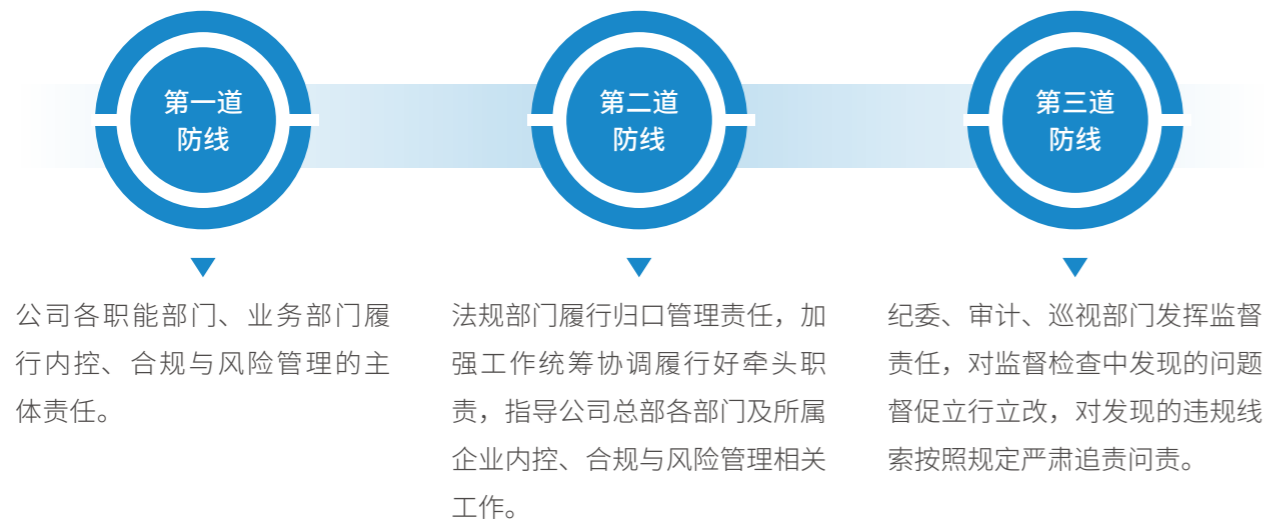 第一道
防线
公司各职能部门、业务部门履
行内控、合规与风险管理的主
体责任。
第二道
防线
法规部门履行归口管理责任，加
强工作统筹协调履行好牵头职
责，指导公司总部各部门及所属
企业内控、合规与风险管理相关
工作。
第三道
防线
纪委、审计、巡视部门发挥监督
责任，对监督检查中发现的问题
督促立行立改，对发现的违规线
索按照规定严肃追责问责。